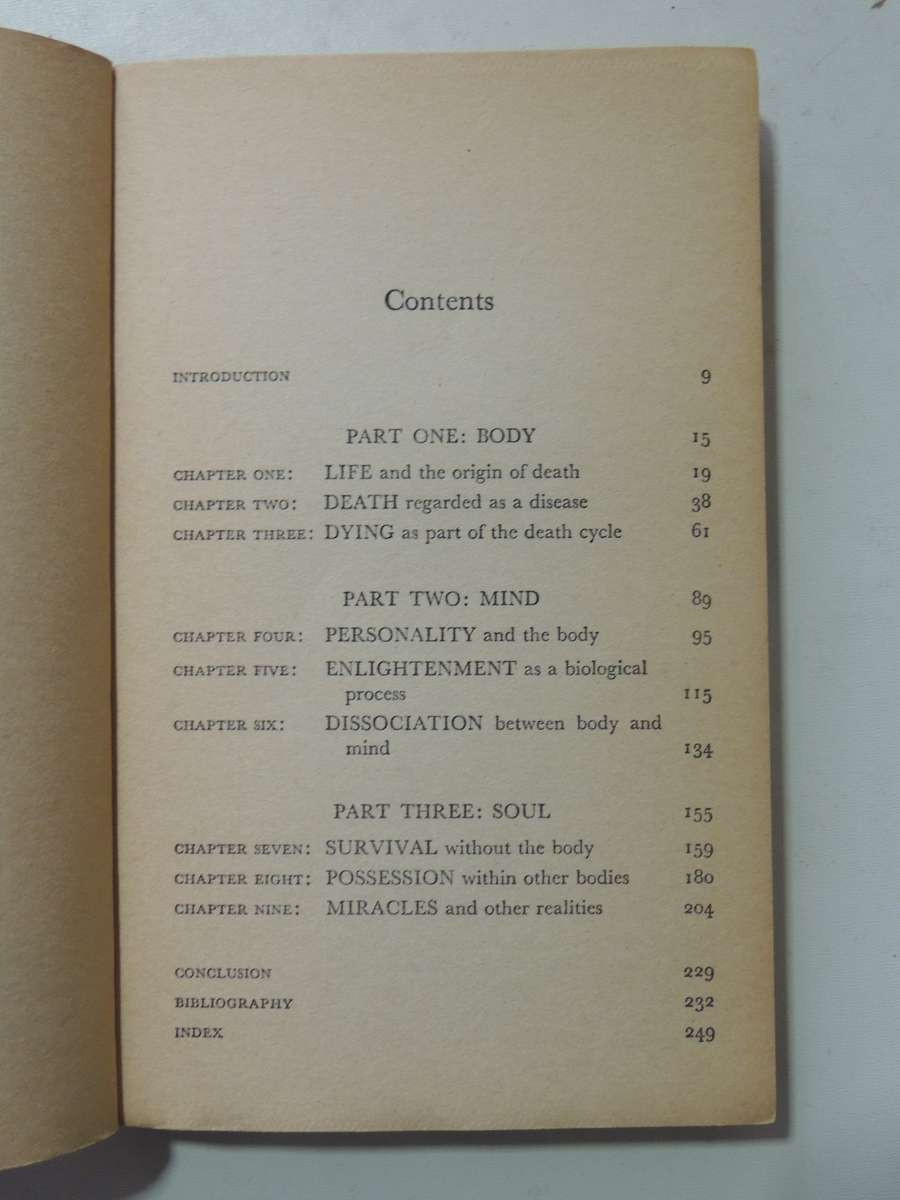 Contents
INTRODUCTION 9
PART ONE: BODY 15
CHAPTER ONE: LIFE and the origin of death 19
CHAPTER TWO: DEATH regarded as a disease 38
CHAPTER THREE: DYING as part of the death cycle 61
PART TWO: MIND 89
CHAPTER FOUR: PERSONALITY and the body 95
CHAPTER FIVE: ENLIGHTENMENT as a biological
process 115
CHAPTER SIX: DISSOCIATION between body and
mind 134
PART THREE: SOUL 155
CHAPTER SEVEN: SURVIVAL without the body 159
CHAPTER EIGHT: POSSESSION within other bodies 180
CHAPTER NINE: MIRACLES and other realities 204
CONCLUSION 229
BIBLIOGRAPHY 232
INDEX 249